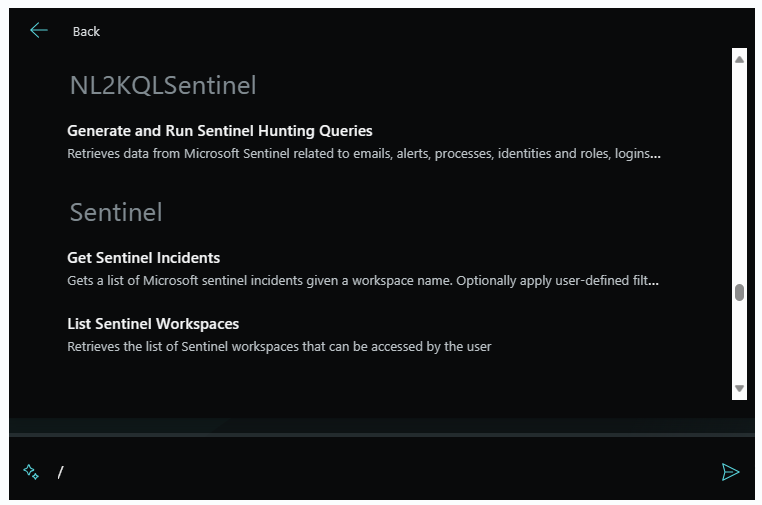 Back
NL2KQLSentinel
Generate and Run Sentinel Hunting Queries
Retrieves data from Microsoft Sentinel related to emails, alerts, processes, identities and roles, logins...
Sentinel
Get Sentinel Incidents
Gets a list of Microsoft sentinel incidents given a workspace name. Optionally apply user-defined filt...
List Sentinel Workspaces
Retrieves the list of Sentinel workspaces that can be accessed by the user
/